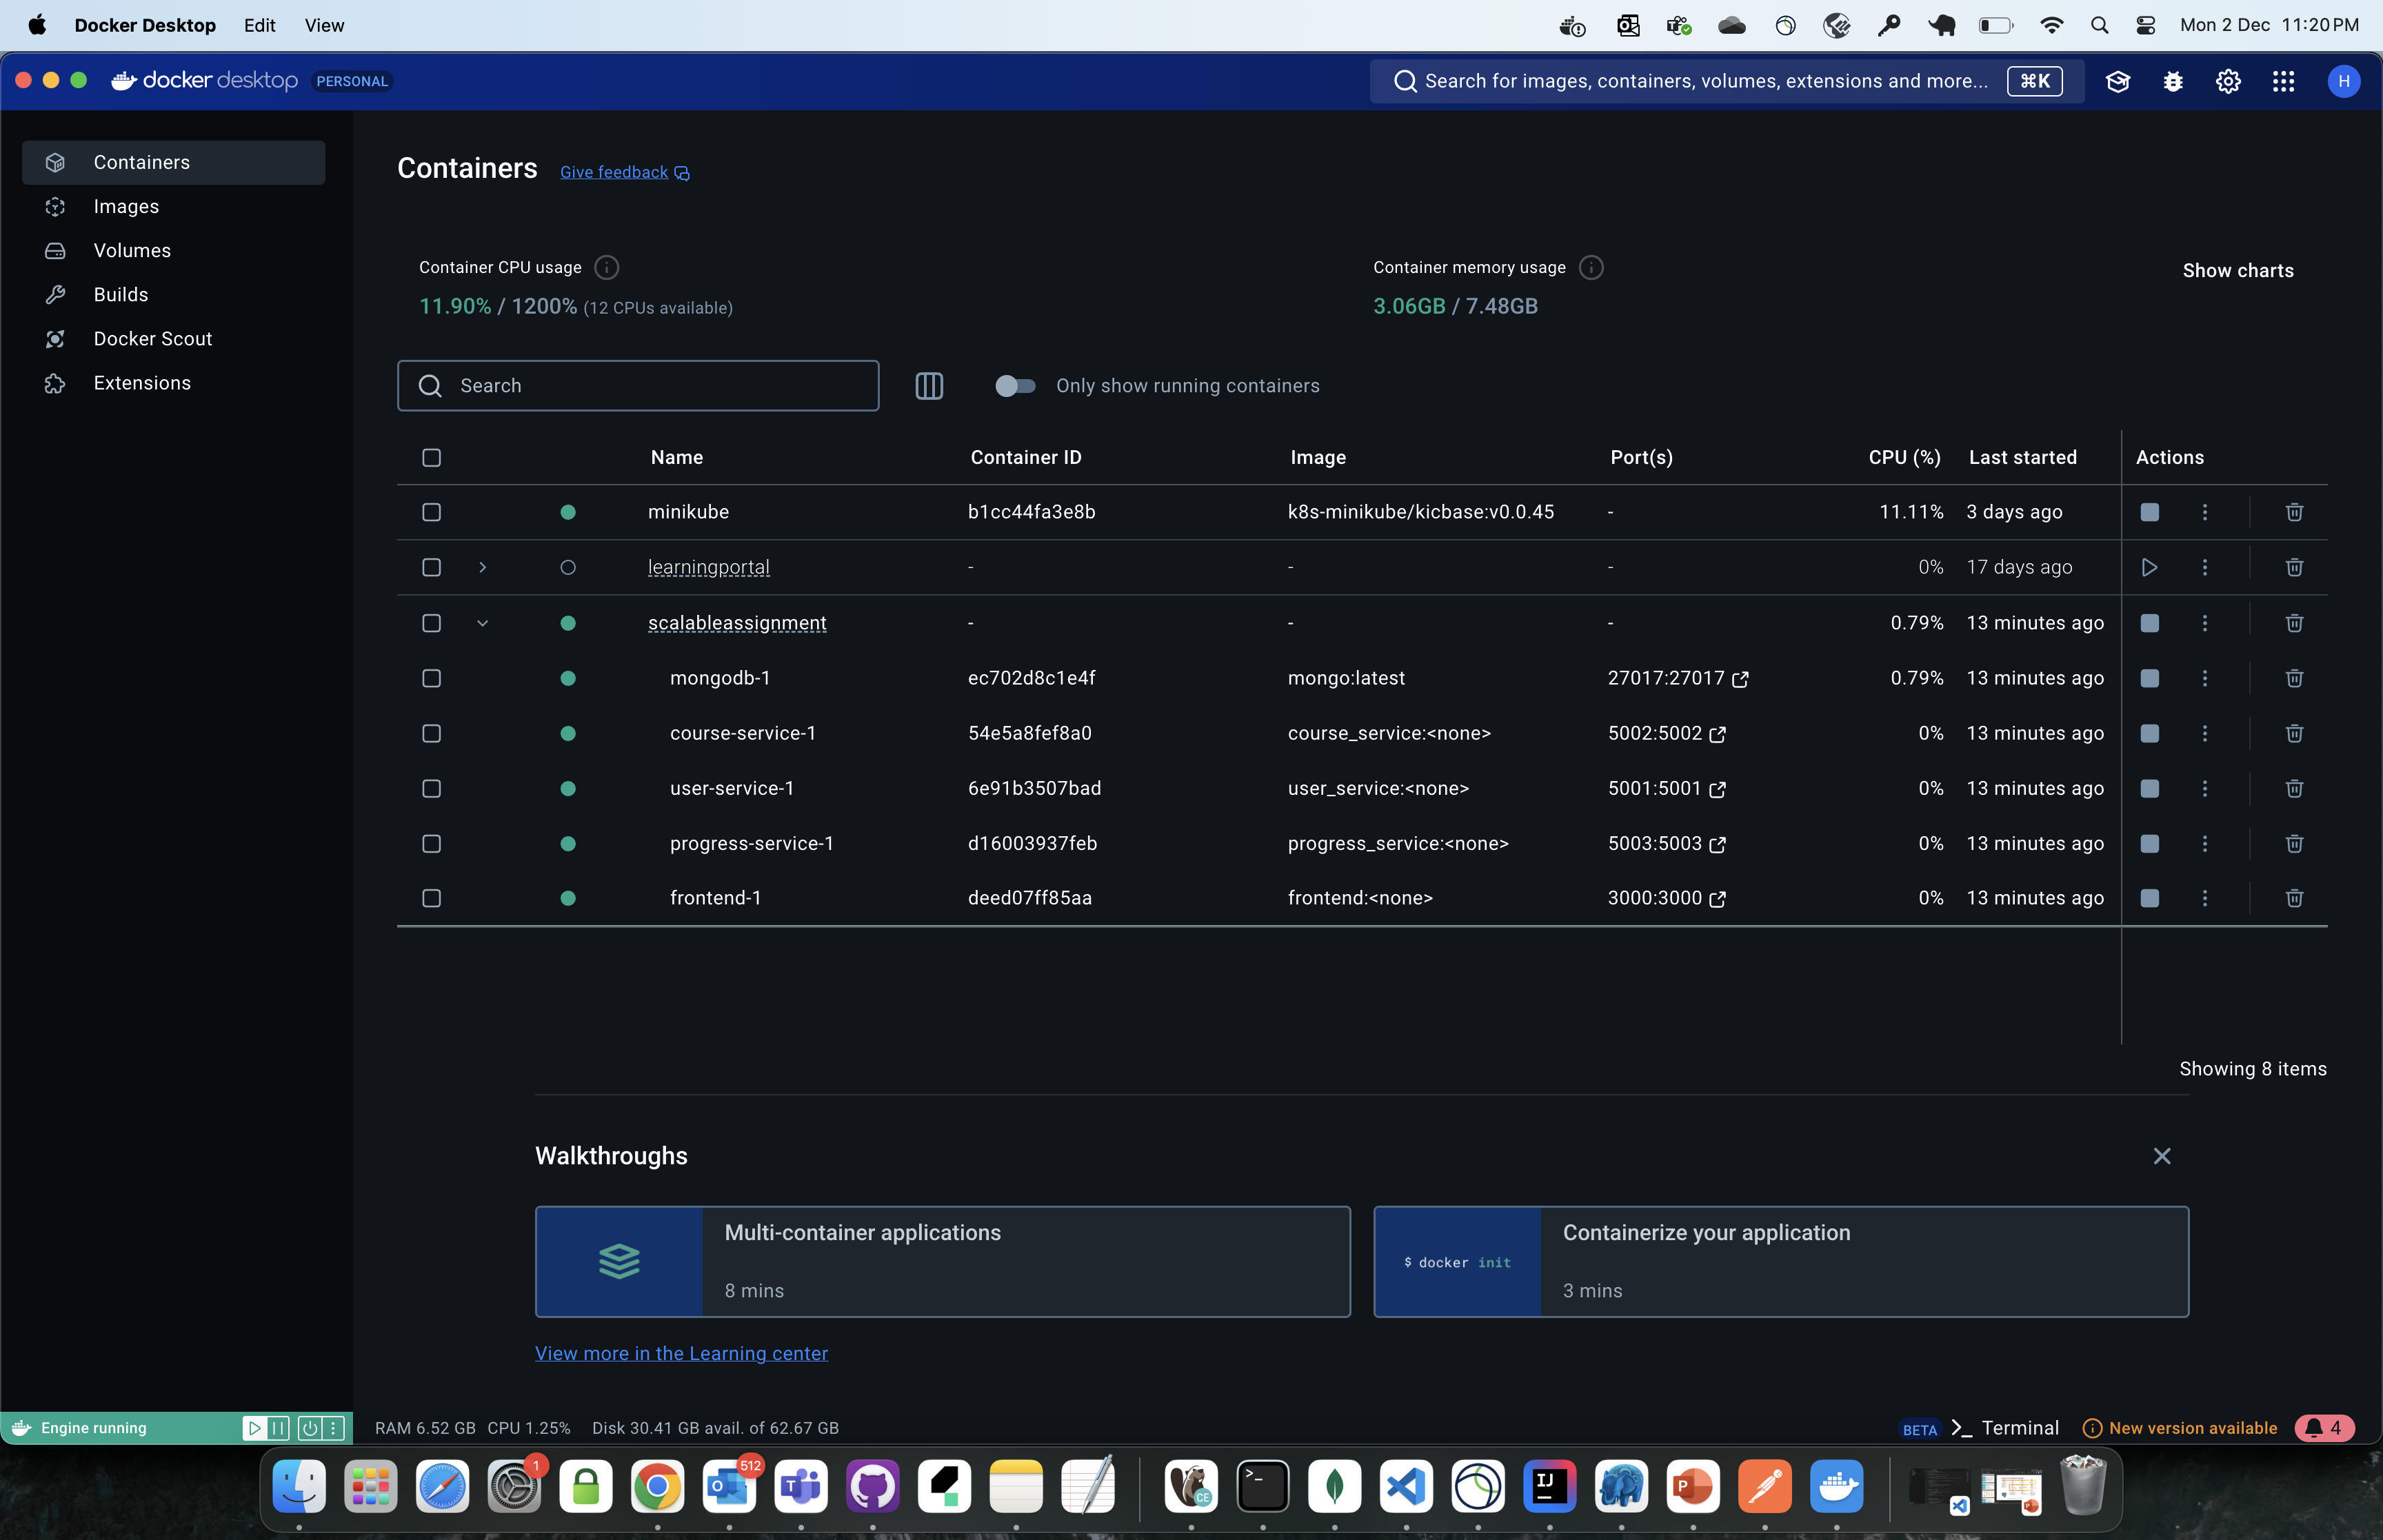 Docker Desktop Edit View Mon 2 Dec 11:20 PM
docker desktop PERSONAL Search for images, containers, volumes, extensions and more... ⌘K H
Containers
Images
Volumes
Builds
Docker Scout
Extensions
Containers Give feedback
Container CPU usage
11.90% / 1200% (12 CPUs available)
Container memory usage
3.06GB / 7.48GB
Show charts
Search Only show running containers
Name Container ID Image Port(s) CPU (%) Last started Actions
minikube b1cc44fa3e8b k8s-minikube/kicbase:v0.0.45 - 11.11% 3 days ago
learningportal - - - 0% 17 days ago
scalableassignment - - - 0.79% 13 minutes ago
mongodb-1 ec702d8c1e4f mongo:latest 27017:27017 0.79% 13 minutes ago
course-service-1 54e5a8fef8a0 course_service:<none> 5002:5002 0% 13 minutes ago
user-service-1 6e91b3507bad user_service:<none> 5001:5001 0% 13 minutes ago
progress-service-1 d16003937feb progress_service:<none> 5003:5003 0% 13 minutes ago
frontend-1 deed07ff85aa frontend:<none> 3000:3000 0% 13 minutes ago
Showing 8 items
Walkthroughs
Multi-container applications
8 mins
$ docker init
Containerize your application
3 mins
View more in the Learning center
Engine running RAM 6.52 GB CPU 1.25% Disk 30.41 GB avail. of 62.67 GB BETA Terminal New version available 4
1 512
CE IJ P